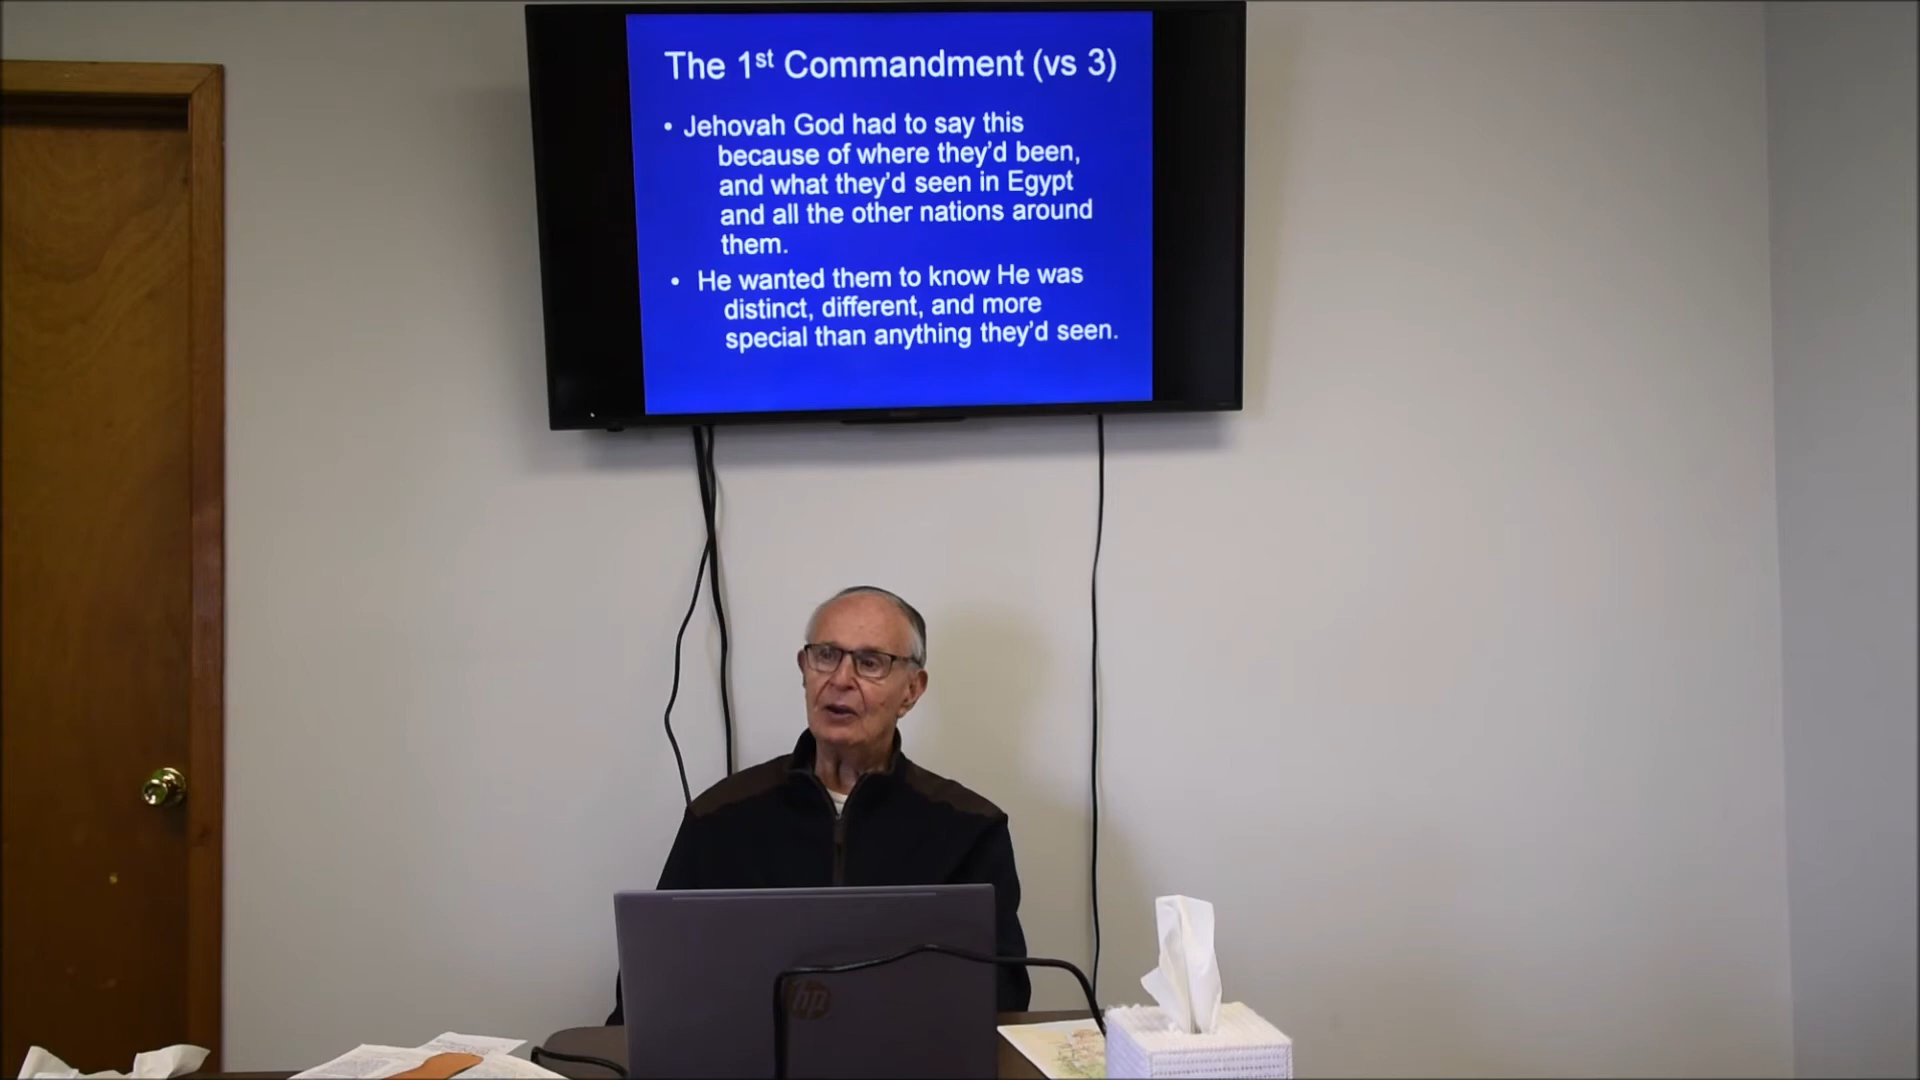 The 1st Commandment (vs 3)
• Jehovah God had to say this
because of where they'd been,
and what they'd seen in Egypt
and all the other nations around
them.
• He wanted them to know He was
distinct, different, and more
special than anything they'd seen.
hp